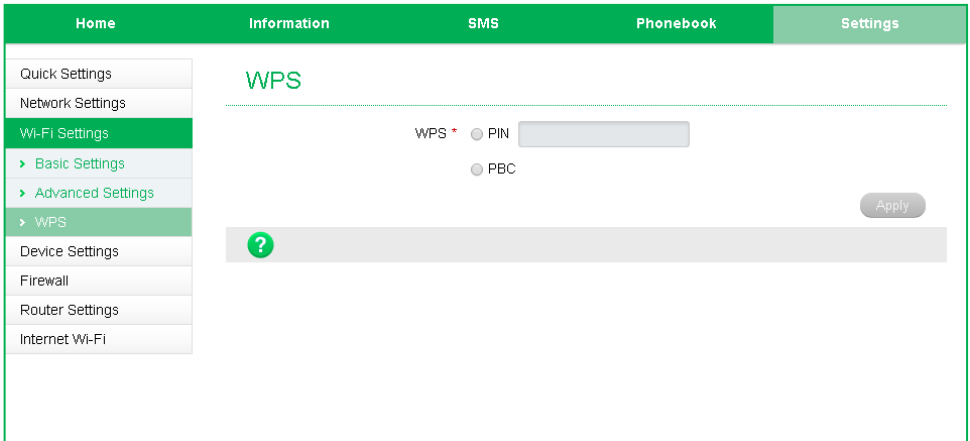 Home Information SMS Phonebook Settings
Quick Settings
Network Settings
Wi-Fi Settings
Basic Settings
Advanced Settings
WPS
Device Settings
Firewall
Router Settings
Internet Wi-Fi
WPS
WPS * PIN
PBC
Apply
?